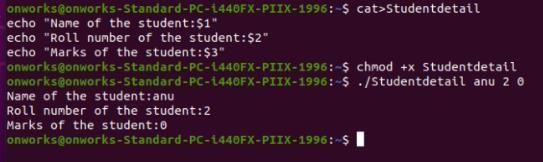 onworks@onworks-Standard-PC-i440FX-PIIX-1996:~$ cat>Studentdetail
echo "Name of the student:$1"
echo "Roll number of the student:$2"
echo "Marks of the student:$3"
onworks@onworks-Standard-PC-i440FX-PIIX-1996:~$ chmod +x Studentdetail
onworks@onworks-Standard-PC-i440FX-PIIX-1996:~$ ./Studentdetail anu 2 0
Name of the student:anu
Roll number of the student:2
Marks of the student:0
onworks@onworks-Standard-PC-i440FX-PIIX-1996:~$